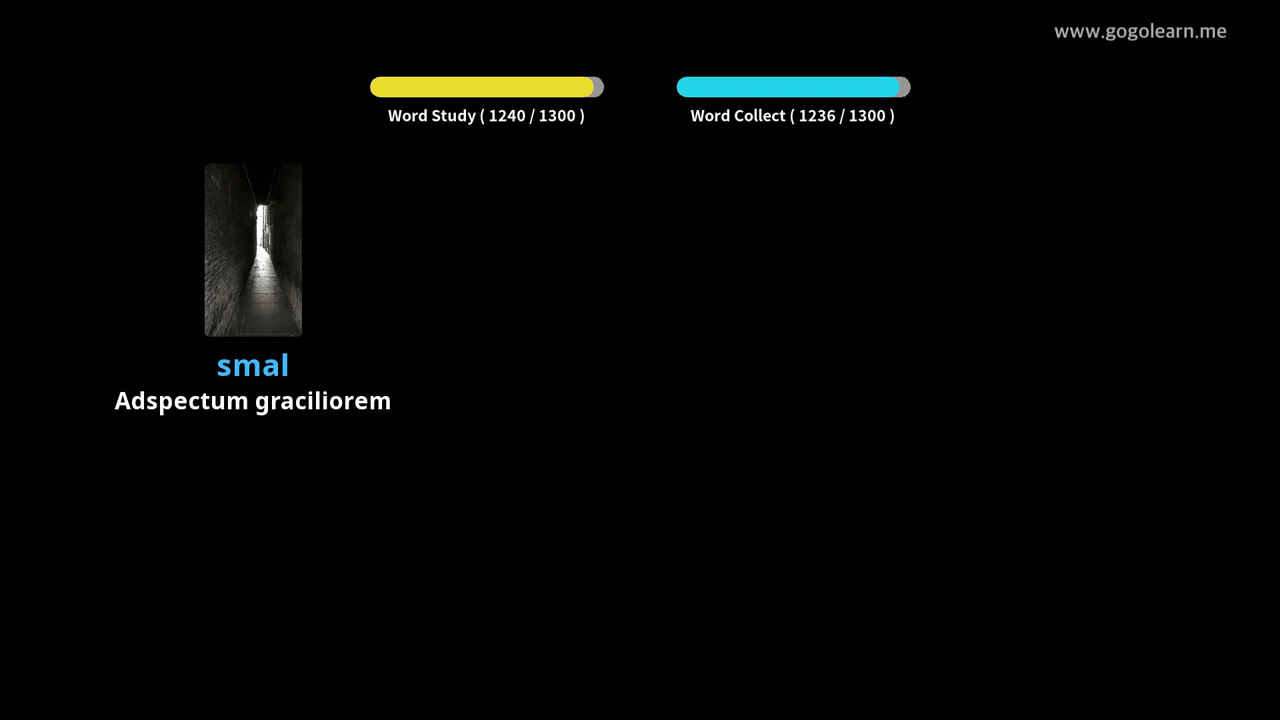 www.gogolearn.me
Word Study ( 1240 / 1300 )
Word Collect ( 1236 / 1300 )
smal
Adspectum graciliorem